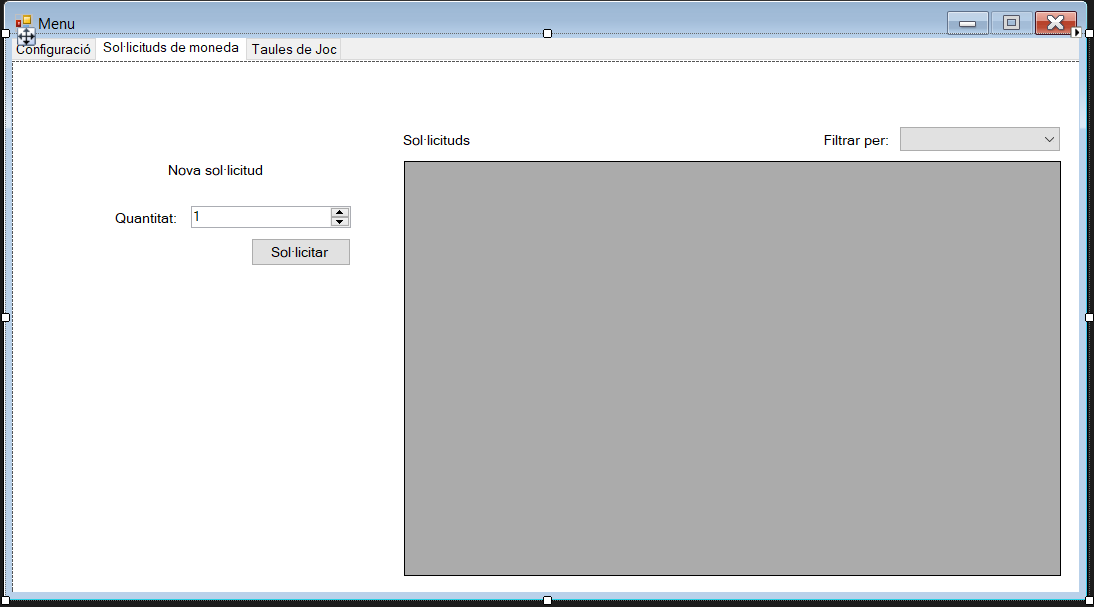 Menu
Configuració Sol·licituds de moneda Taules de Joc
Sol·licituds Filtrar per:
Nova sol·licitud
Quantitat: 1
Sol·licitar